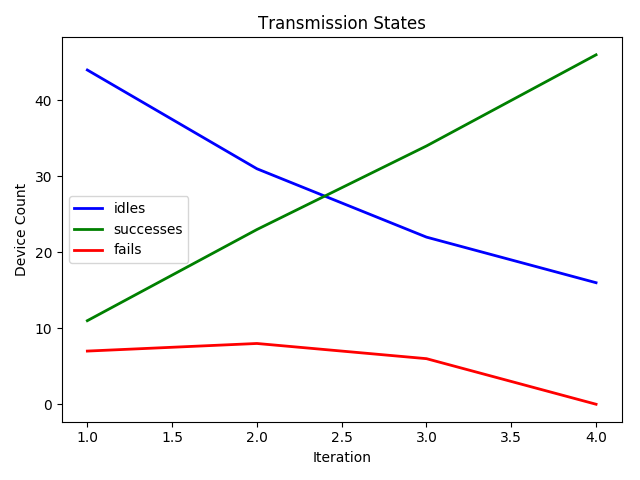 Transmission States
Device Count
40
30
20
10
0
idles
successes
fails
1.0 1.5 2.0 2.5 3.0 3.5 4.0
Iteration